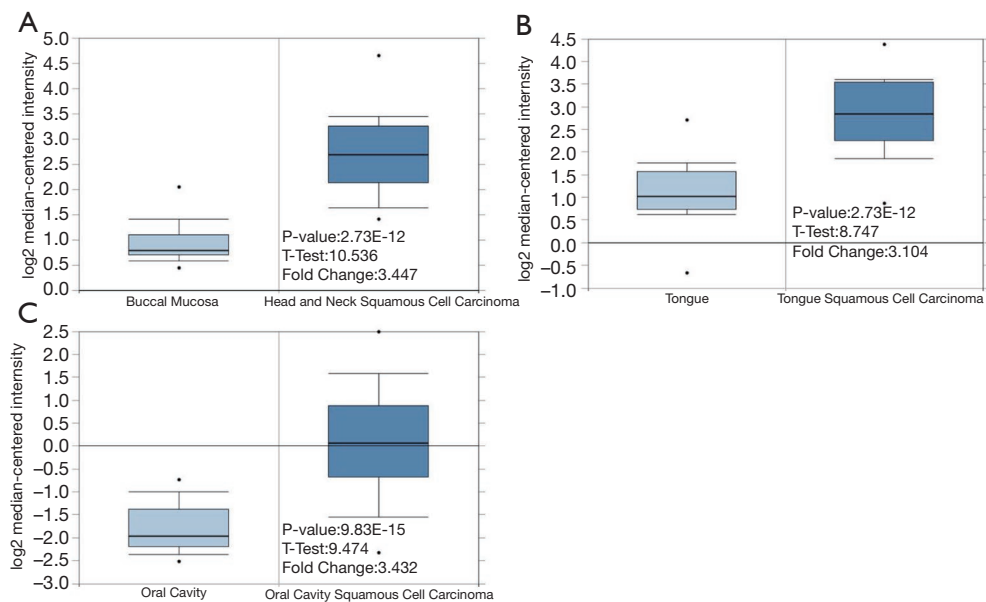 A
log2 median-centered internsity
5.0
4.5
4.0
3.5
3.0
2.5
2.0
1.5
1.0
0.5
0.0
P-value:2.73E-12
T-Test:10.536
Fold Change:3.447
Buccal Mucosa
Head and Neck Squamous Cell Carcinoma
B
log2 median-centered internsity
4.5
4.0
3.5
3.0
2.5
2.0
1.5
1.0
0.5
0.0
−0.5
−1.0
P-value:2.73E-12
T-Test:8.747
Fold Change:3.104
Tongue
Tongue Squamous Cell Carcinoma
C
log2 median-centered internsity
2.5
2.0
1.5
1.0
0.5
0.0
−0.5
−1.0
−1.5
−2.0
−2.5
−3.0
P-value:9.83E-15
T-Test:9.474
Fold Change:3.432
Oral Cavity
Oral Cavity Squamous Cell Carcinoma